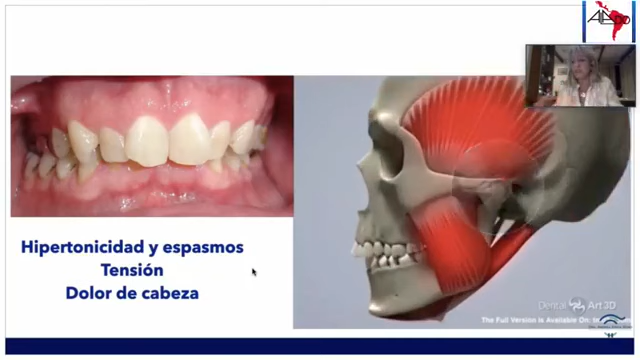 Hipertonicidad y espasmos
Tensión
Dolor de cabeza
Dental Art 3D
The Full Version is Available On: